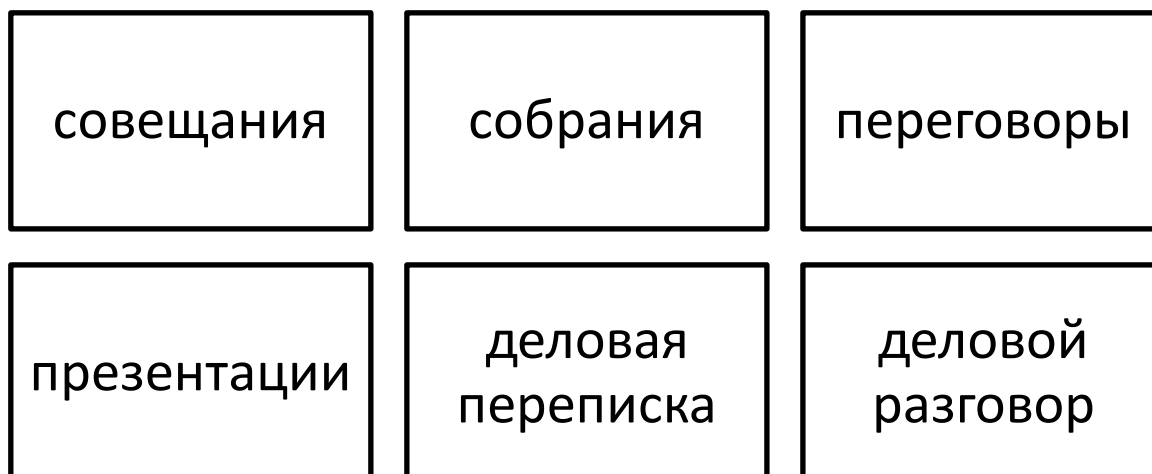 совещания
собрания
переговоры
презентации
деловая
переписка
деловой
разговор